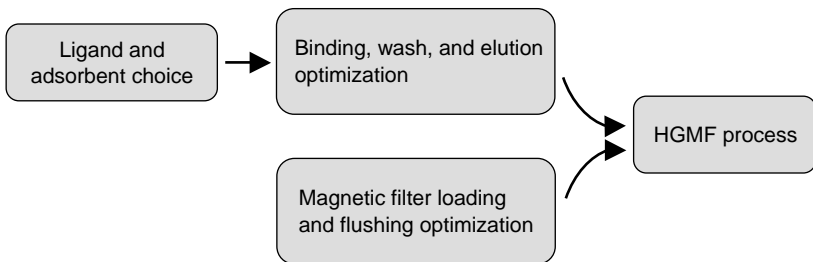 Ligand and
adsorbent choice
Binding, wash, and elution
optimization
Magnetic filter loading
and flushing optimization
HGMF process